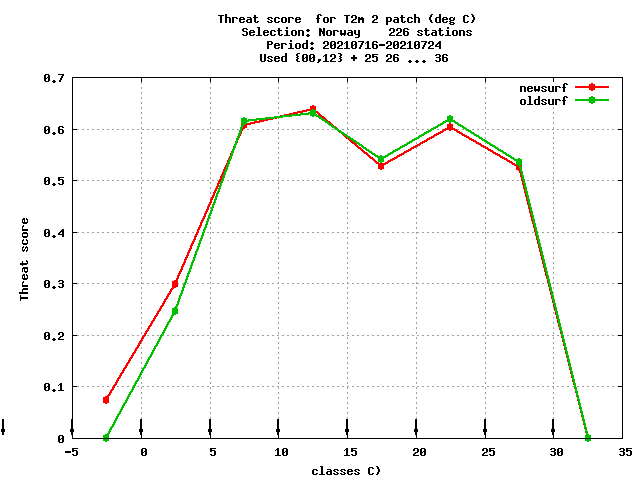 Threat score  for T2m 2 patch (deg C)
Selection: Norway    226 stations
Period: 20210716-20210724
Used {00,12} + 25 26 ... 36
newsurf
oldsurf
Threat score
0.7
0.6
0.5
0.4
0.3
0.2
0.1
0
-5 0 5 10 15 20 25 30 35
classes C)